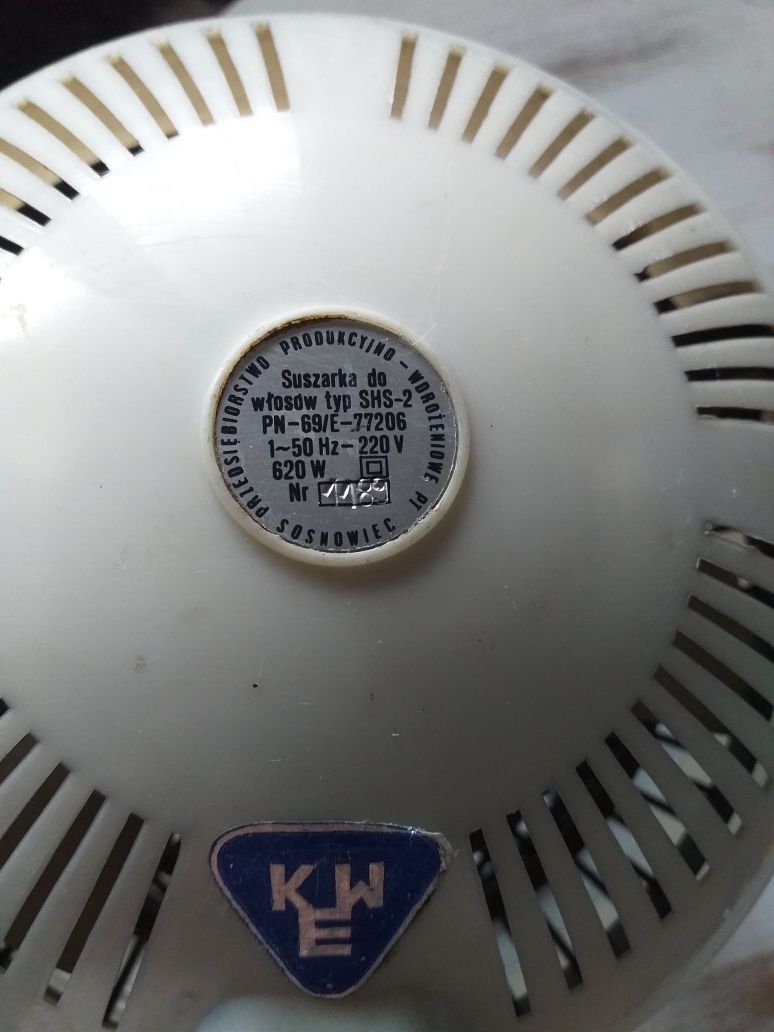 PRZEDSIĘBIORSTWO PRODUKCYJNO-WDROŻENIOWE PT
Suszarka do
włosów typ SHS-2
PN-69/E-77206
1~50 Hz-220 V
620 W
Nr 1189
SOSNOWIEC
KWE